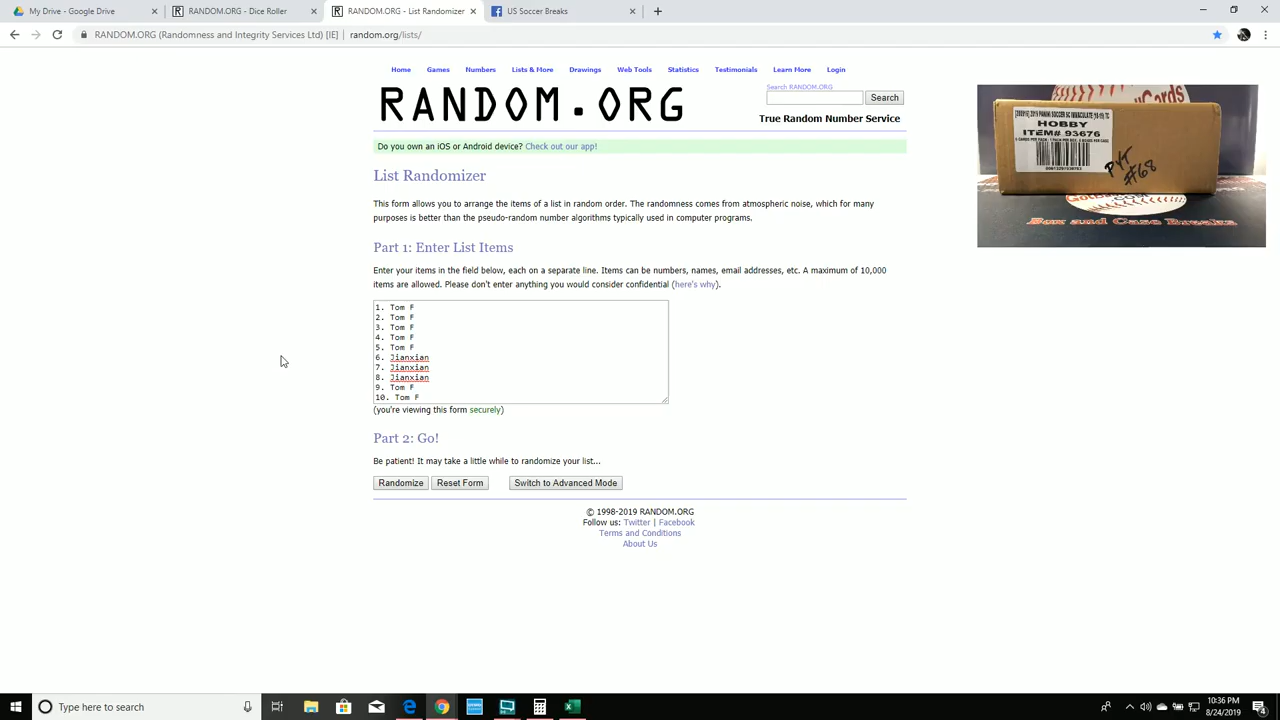 My Drive - Google Drive
RANDOM.ORG - Dice Roller
RANDOM.ORG - List Randomizer
US Soccer Breaks
RANDOM.ORG (Randomness and Integrity Services Ltd) [IE] | random.org/lists/
Home Games Numbers Lists & More Drawings Web Tools Statistics Testimonials Learn More Login
RANDOM.ORG
Search RANDOM.ORG
Search
True Random Number Service
Do you own an iOS or Android device? Check out our app!
List Randomizer
This form allows you to arrange the items of a list in random order. The randomness comes from atmospheric noise, which for many
purposes is better than the pseudo-random number algorithms typically used in computer programs.
Part 1: Enter List Items
Enter your items in the field below, each on a separate line. Items can be numbers, names, email addresses, etc. A maximum of 10,000
items are allowed. Please don't enter anything you would consider confidential (here's why).
1. Tom F
2. Tom F
3. Tom F
4. Tom F
5. Tom F
6. Jianxian
7. Jianxian
8. Jianxian
9. Tom F
10. Tom F
(you're viewing this form securely)
Part 2: Go!
Be patient! It may take a little while to randomize your list...
Randomize Reset Form Switch to Advanced Mode
© 1998-2019 RANDOM.ORG
Follow us: Twitter | Facebook
Terms and Conditions
About Us
Cards
HOBBY
ITEM# 93676
PYT
#68
Box and Case Breaks
Type here to search
10:36 PM
8/24/2019
4